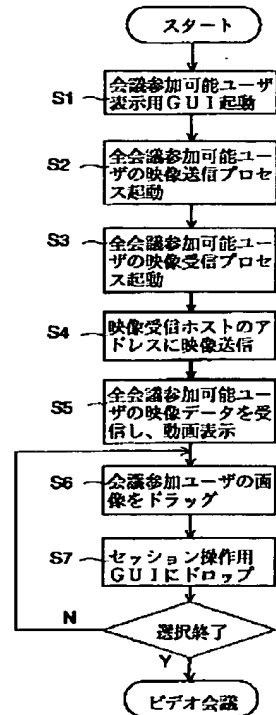 スタート
S1
会議参加可能ユーザ
表示用GUI起動
S2
全会議参加可能ユー
ザの映像送信プロセ
ス起動
S3
全会議参加可能ユー
ザの映像受信プロセス
起動
S4
映像受信ホストのア
ドレスに映像送信
S5
全会議参加可能ユー
ザの映像データを受
信し、動画表示
S6
会議参加ユーザの画
像をドラッグ
S7
セッション操作用
GUIにドロップ
N
選択終了
Y
ビデオ会議